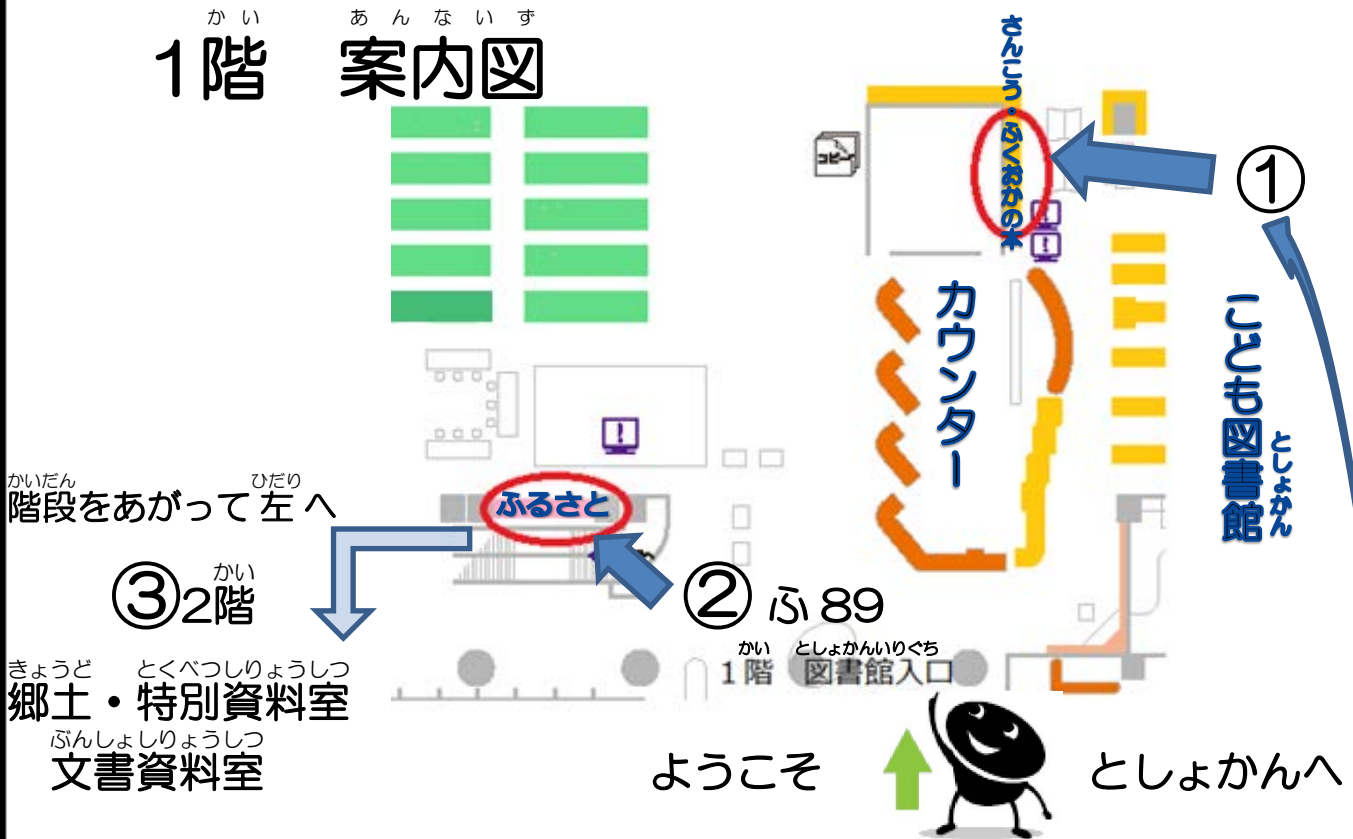 かい あんないず
1階 案内図
さんこう・ふくおかの本
コピー
①
カウンター
こども図書館
としょかん
ふるさと
かいだん ひだり
階段をあがって左へ
かい
③2階
② ふ89
きょうど とくべつしりょうしつ
郷土・特別資料室
ぶんしょしりょうしつ
文書資料室
かい としょかんいりぐち
1階 図書館入口
ようこそ としょかんへ